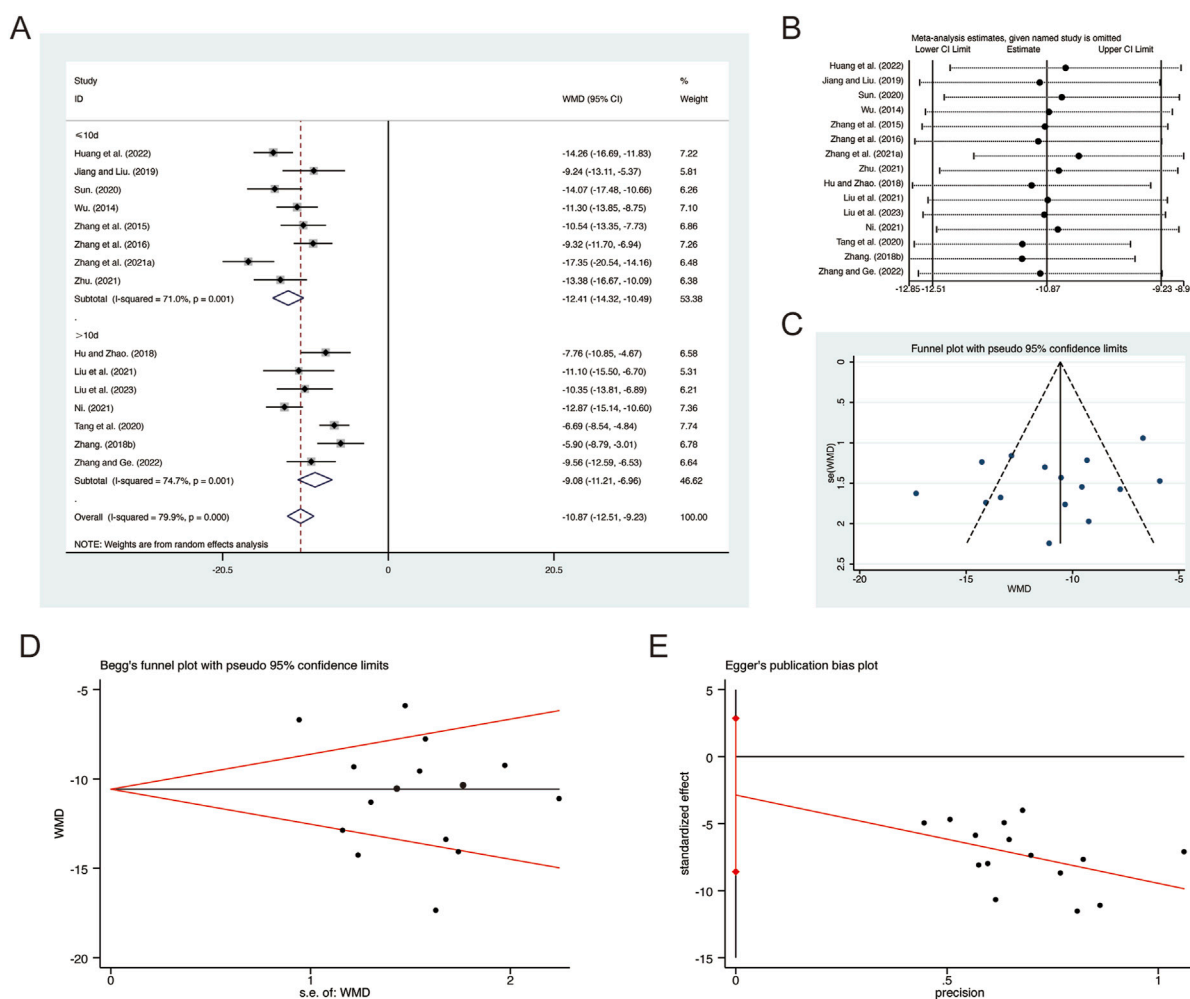 A
Study
%
ID WMD (95% CI) Weight
≤10d
Huang et al. (2022) -14.26 (-16.69, -11.83) 7.22
Jiang and Liu. (2019) -9.24 (-13.11, -5.37) 5.81
Sun. (2020) -14.07 (-17.48, -10.66) 6.26
Wu. (2014) -11.30 (-13.85, -8.75) 7.10
Zhang et al. (2015) -10.54 (-13.35, -7.73) 6.86
Zhang et al. (2016) -9.32 (-11.70, -6.94) 7.26
Zhang et al. (2021a) -17.35 (-20.54, -14.16) 6.48
Zhu. (2021) -13.38 (-16.67, -10.09) 6.38
Subtotal (I-squared = 71.0%, p = 0.001) -12.41 (-14.32, -10.49) 53.38
.
>10d
Hu and Zhao. (2018) -7.76 (-10.85, -4.67) 6.58
Liu et al. (2021) -11.10 (-15.50, -6.70) 5.31
Liu et al. (2023) -10.35 (-13.81, -6.89) 6.21
Ni. (2021) -12.87 (-15.14, -10.60) 7.36
Tang et al. (2020) -6.69 (-8.54, -4.84) 7.74
Zhang. (2018b) -5.90 (-8.79, -3.01) 6.78
Zhang and Ge. (2022) -9.56 (-12.59, -6.53) 6.64
Subtotal (I-squared = 74.7%, p = 0.001) -9.08 (-11.21, -6.96) 46.62
.
Overall (I-squared = 79.9%, p = 0.000) -10.87 (-12.51, -9.23) 100.00
NOTE: Weights are from random effects analysis
-20.5 0 20.5
B
Meta-analysis estimates, given named study is omitted
Lower CI Limit Estimate Upper CI Limit
Huang et al. (2022)
Jiang and Liu. (2019)
Sun. (2020)
Wu. (2014)
Zhang et al. (2015)
Zhang et al. (2016)
Zhang et al. (2021a)
Zhu. (2021)
Hu and Zhao. (2018)
Liu et al. (2021)
Liu et al. (2023)
Ni. (2021)
Tang et al. (2020)
Zhang. (2018b)
Zhang and Ge. (2022)
-12.85 -12.51 -10.87 -9.23 -8.9
C
Funnel plot with pseudo 95% confidence limits
0
.5
1
1.5
2
2.5
se(WMD)
-20 -15 -10 -5
WMD
D
Begg's funnel plot with pseudo 95% confidence limits
-5
-10
-15
-20
WMD
0 1 2
s.e. of: WMD
E
Egger's publication bias plot
5
0
-5
-10
-15
standardized effect
0 .5 1
precision